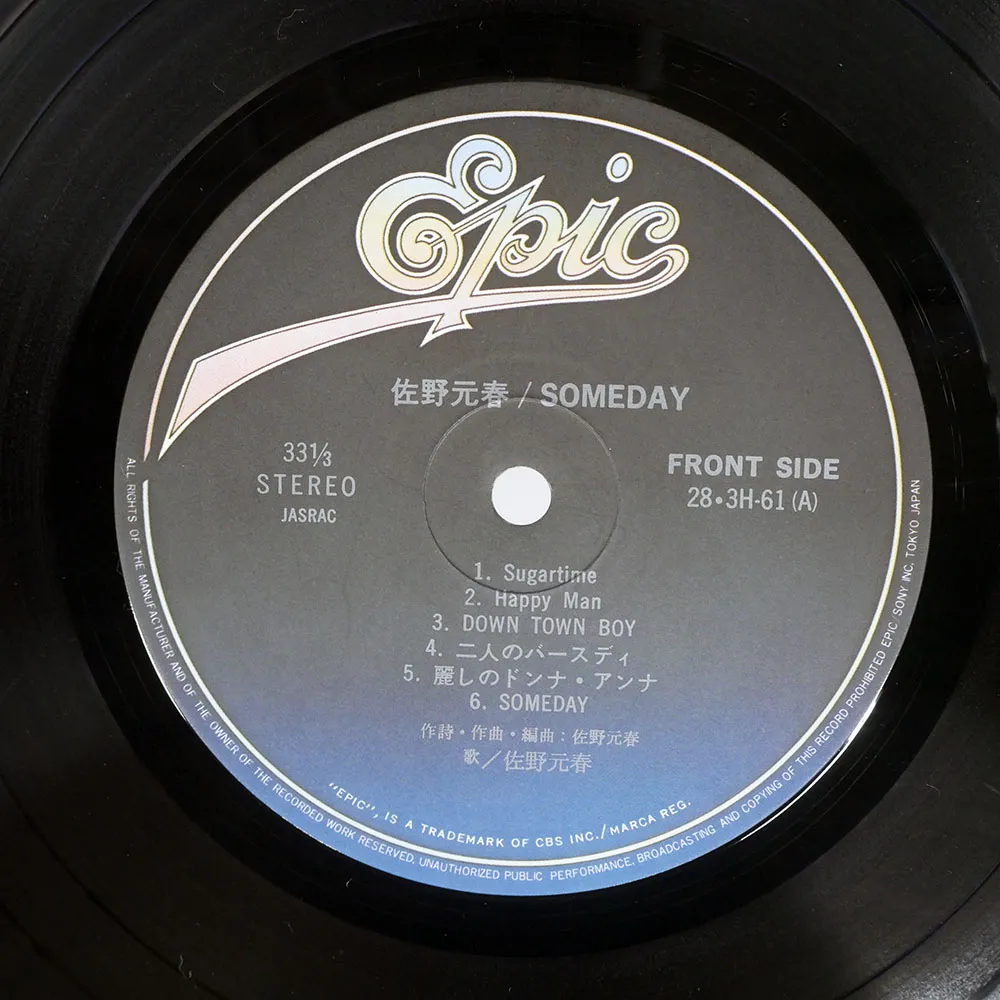 Epic
佐野元春 / SOMEDAY
33 1/3
STEREO
JASRAC
FRONT SIDE
28•3H-61 (A)
1. Sugartime
2. Happy Man
3. DOWN TOWN BOY
4. 二人のバースディ
5. 麗しのドンナ・アンナ
6. SOMEDAY
作詩・作曲・編曲：佐野元春
歌／佐野元春
"EPIC", IS A TRADEMARK OF CBS INC./MARCA REG.
ALL RIGHTS OF THE MANUFACTURER AND OF THE OWNER OF THE RECORDED WORK RESERVED. UNAUTHORIZED PUBLIC PERFORMANCE, BROADCASTING AND COPYING OF THIS RECORD PROHIBITED EPIC/SONY INC. TOKYO JAPAN